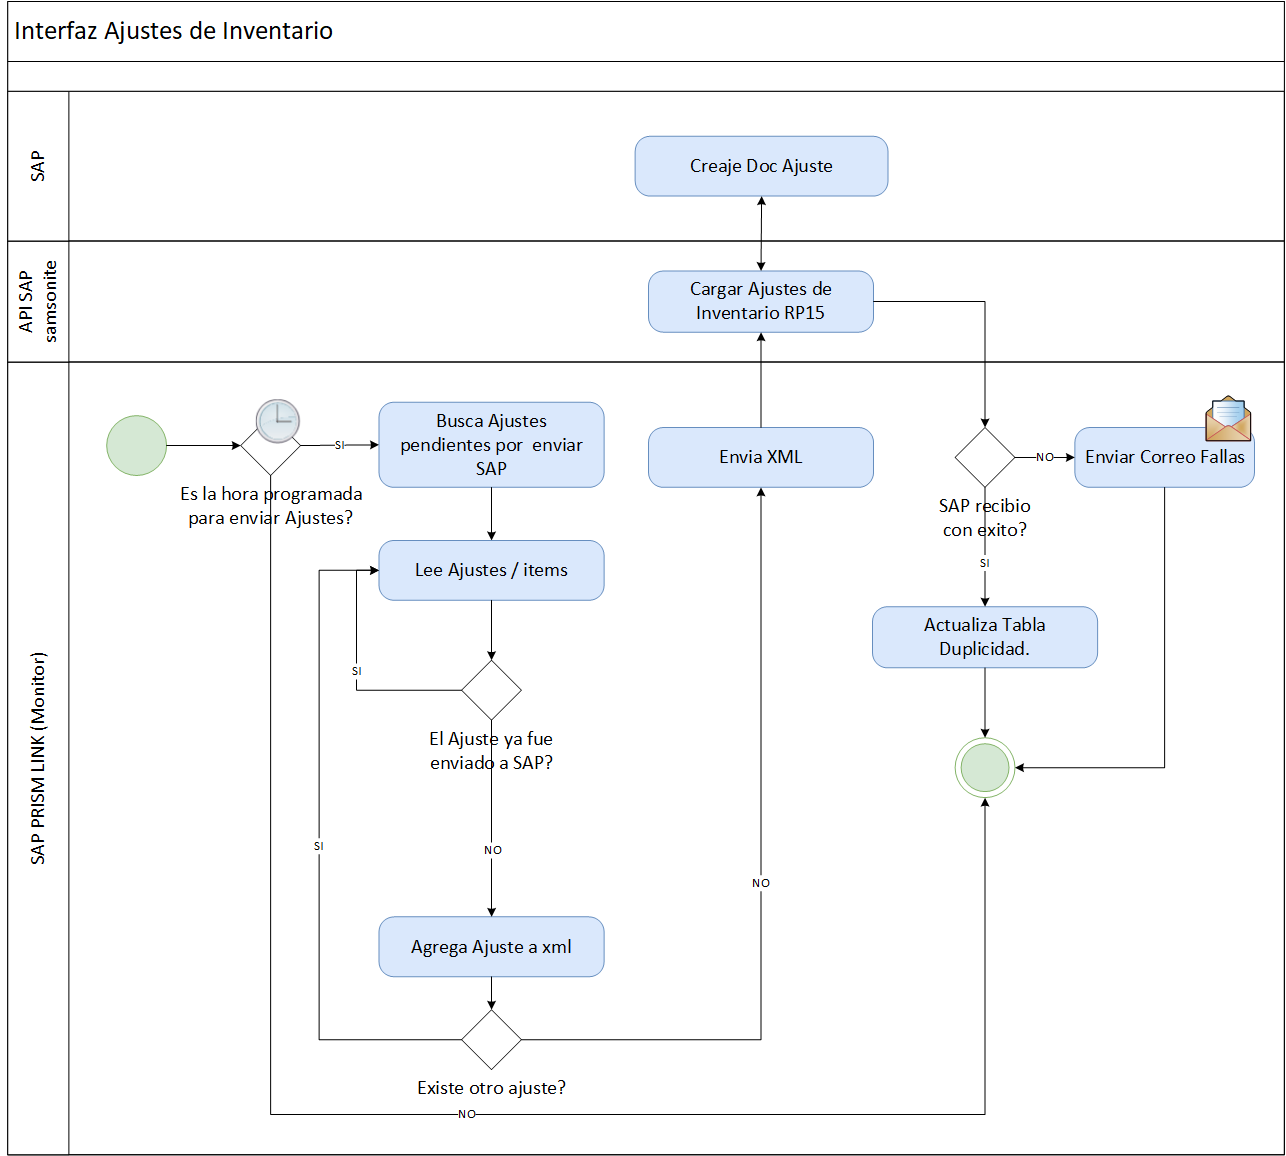 Interfaz Ajustes de Inventario
SAP
Creaje Doc Ajuste
API SAP
samsonite
Cargar Ajustes de
Inventario RP15
SAP PRISM LINK (Monitor)
Es la hora programada
para enviar Ajustes?
SI
Busca Ajustes
pendientes por enviar
SAP
Lee Ajustes / items
SI
El Ajuste ya fue
enviado a SAP?
NO
SI
Agrega Ajuste a xml
Existe otro ajuste?
NO
NO
Envia XML
SAP recibio
con exito?
NO
Enviar Correo Fallas
SI
Actualiza Tabla
Duplicidad.